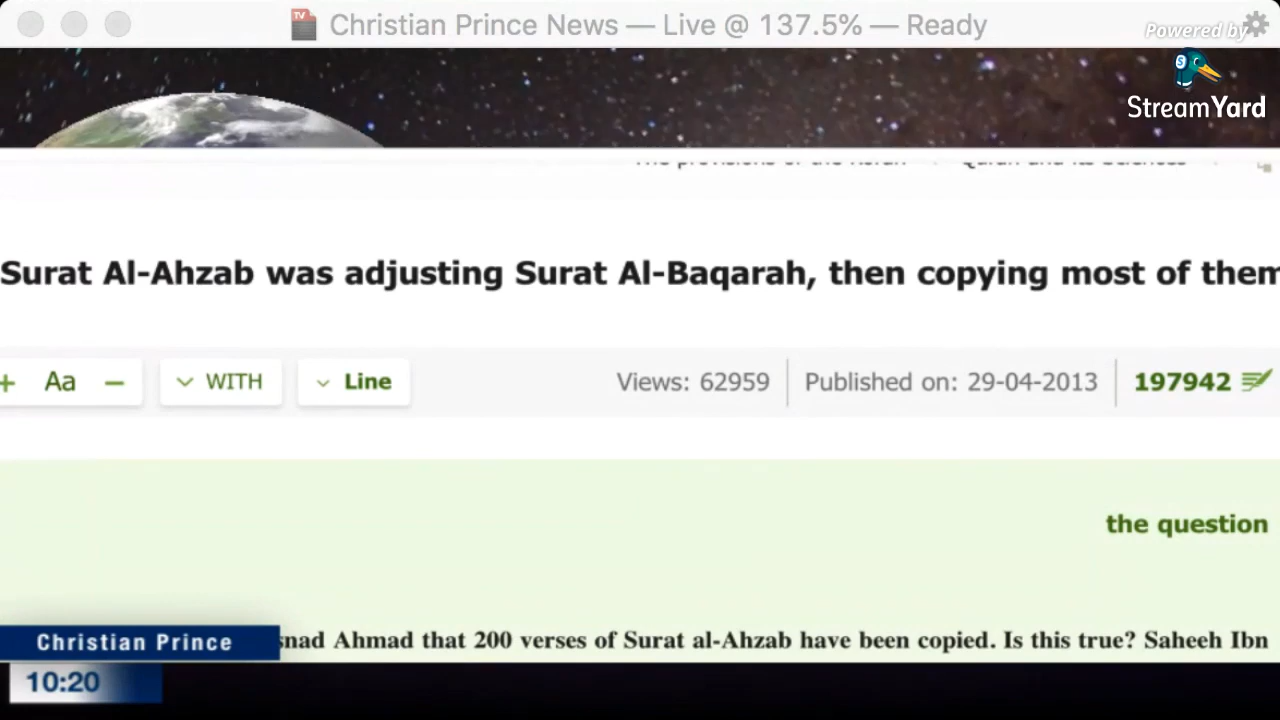 Christian Prince News — Live @ 137.5% — Ready
Powered by
StreamYard
Surat Al-Ahzab was adjusting Surat Al-Baqarah, then copying most of them
+ Aa −
WITH
Line
Views: 62959
Published on: 29-04-2013
197942
the question
snad Ahmad that 200 verses of Surat al-Ahzab have been copied. Is this true? Saheeh Ibn
Christian Prince
10:20